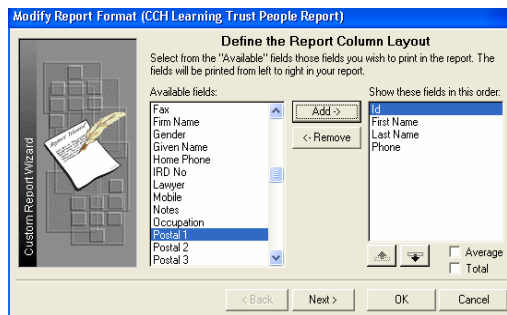 Modify Report Format (CCH Learning Trust People Report)
Define the Report Column Layout
Select from the "Available" fields those fields you wish to print in the report. The
fields will be printed from left to right in your report.
Available fields:
Fax
Firm Name
Gender
Given Name
Home Phone
IRD No
Lawyer
Mobile
Notes
Occupation
Postal 1
Postal 2
Postal 3
Add ->
<- Remove
Show these fields in this order:
Id
First Name
Last Name
Phone
Average
Total
Custom Report Wizard
< Back
Next >
OK
Cancel